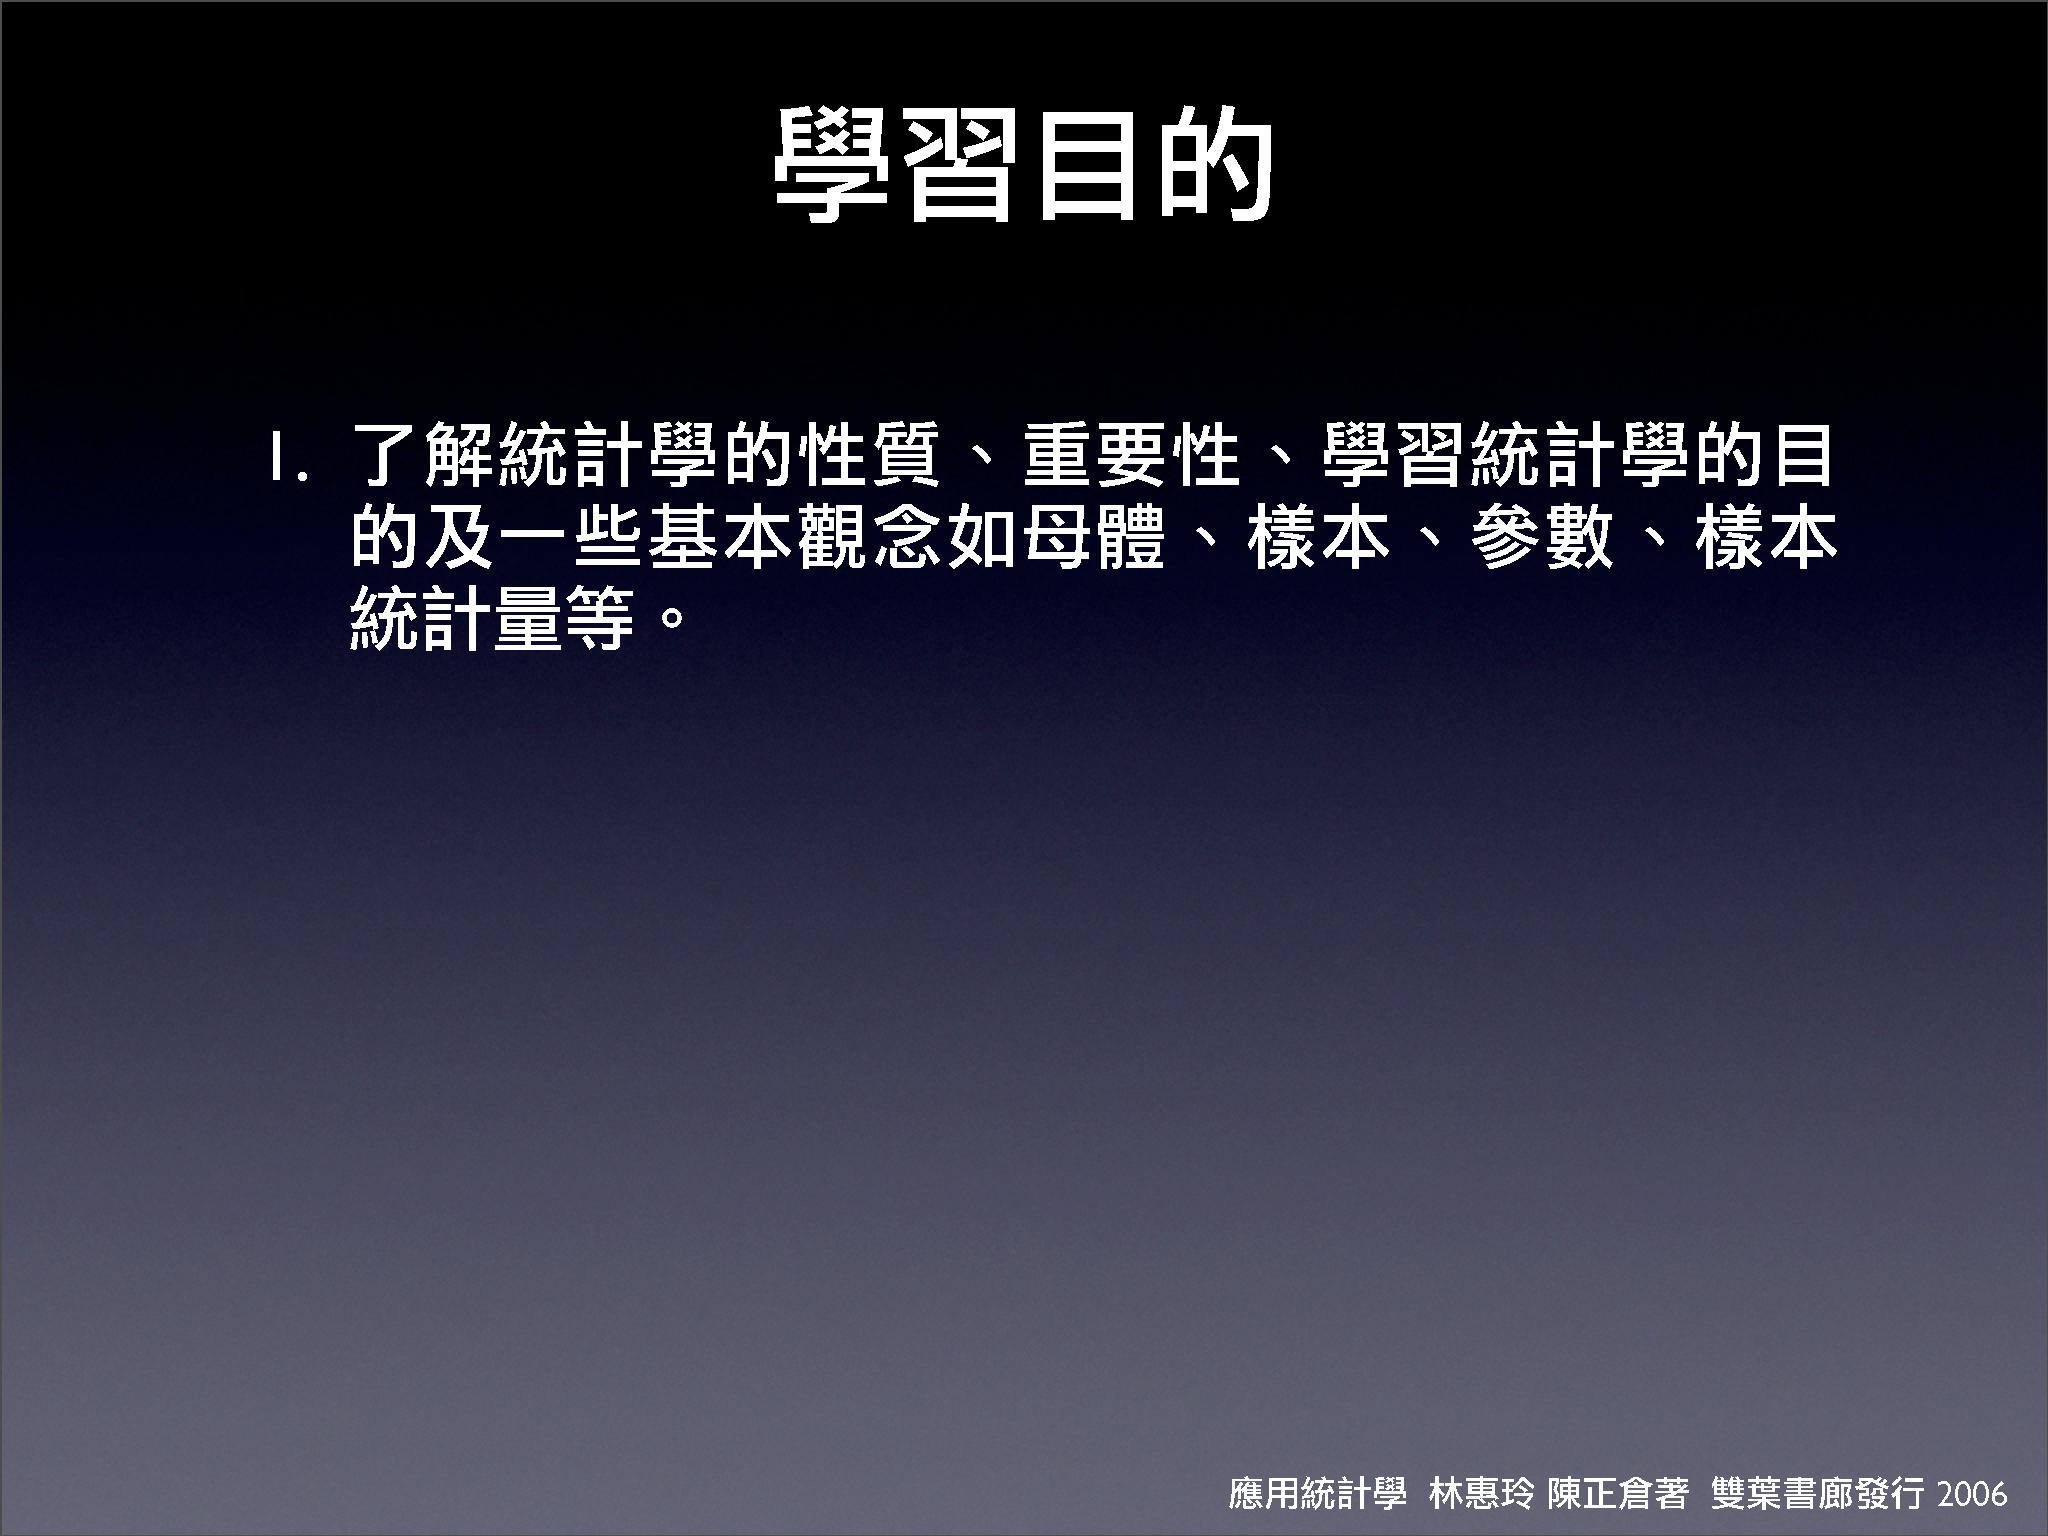 學習目的
1. 了解統計學的性質、重要性、學習統計學的目
的及一些基本觀念如母體、樣本、參數、樣本
統計量等。
應用統計學 林惠玲 陳正倉著 雙葉書廊發行 2006